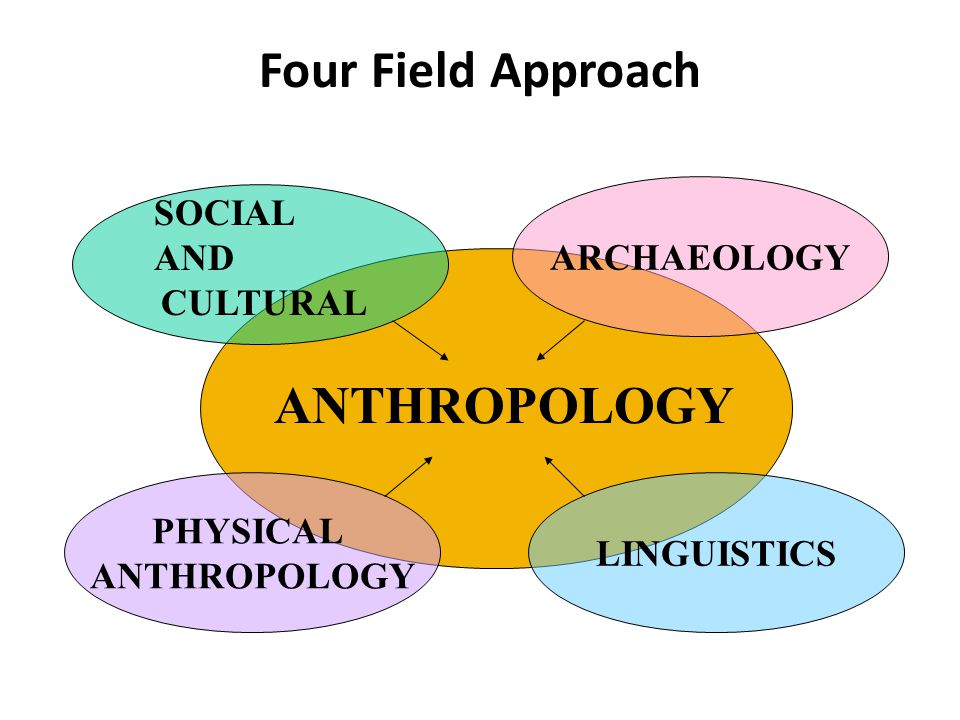 Four Field Approach
SOCIAL
AND
CULTURAL
ARCHAEOLOGY
ANTHROPOLOGY
PHYSICAL
ANTHROPOLOGY
LINGUISTICS